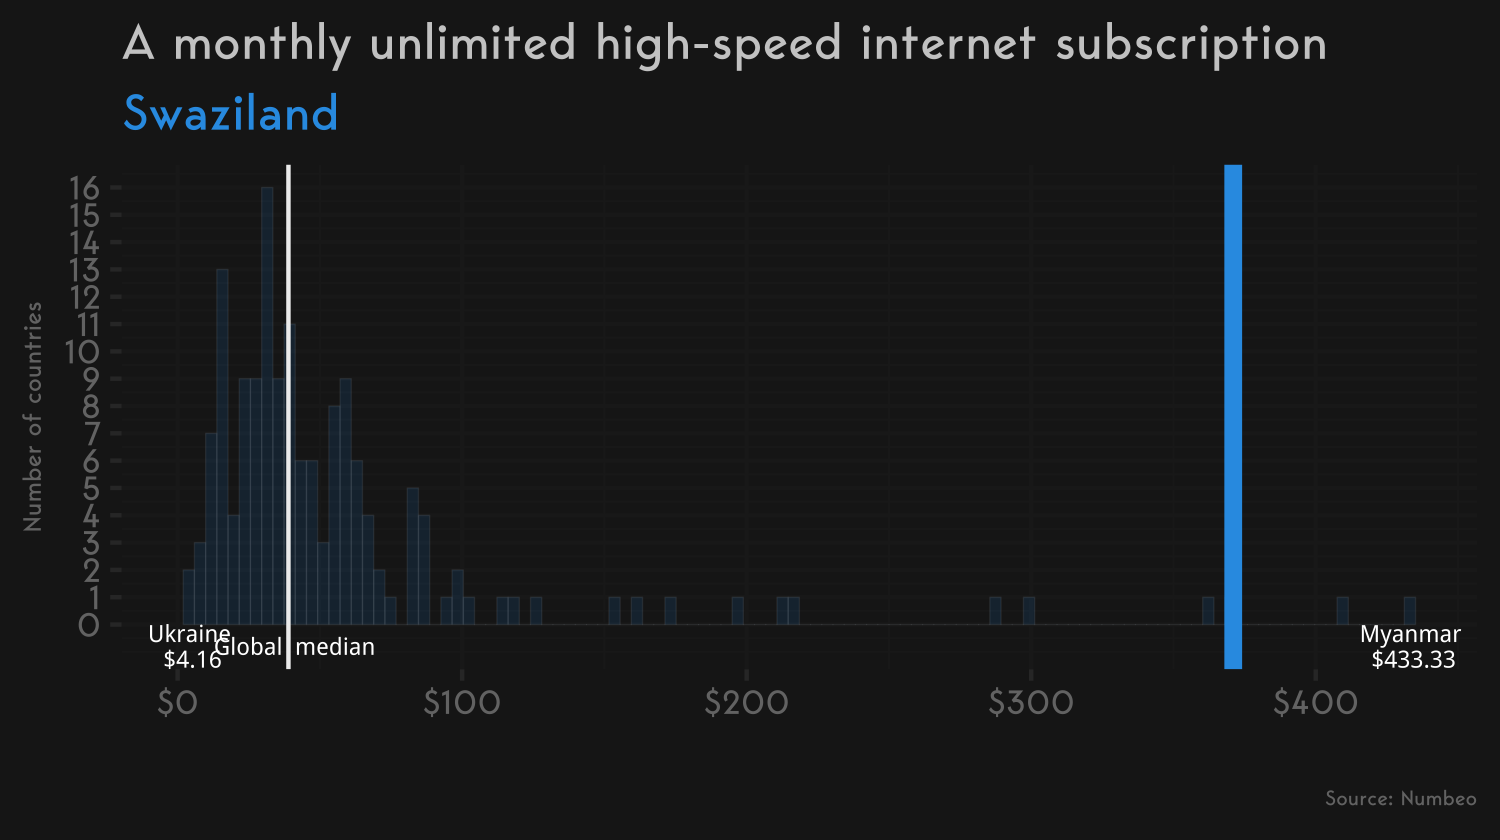 A monthly unlimited high-speed internet subscription
Swaziland
Number of countries
16
15
14
13
12
11
10
9
8
7
6
5
4
3
2
1
0
Ukraine
$4.16
Global median
Myanmar
$433.33
$0 $100 $200 $300 $400
Source: Numbeo